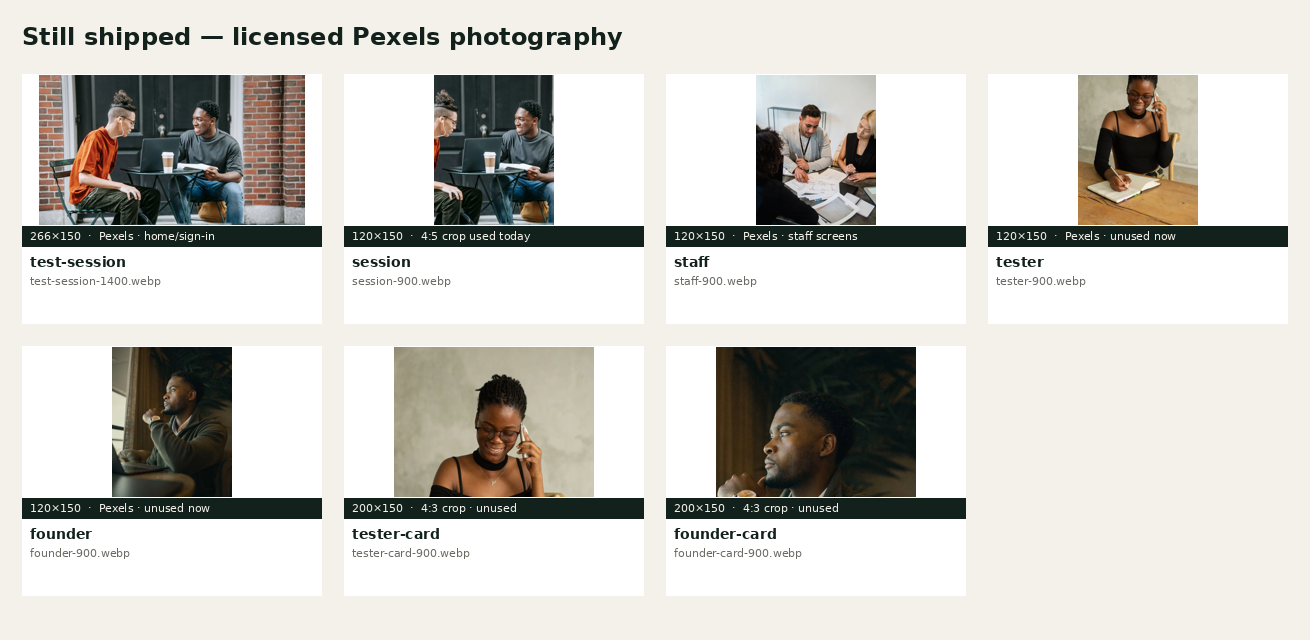 Still shipped — licensed Pexels photography
266×150 · Pexels · home/sign-in
test-session
test-session-1400.webp
120×150 · 4:5 crop used today
session
session-900.webp
120×150 · Pexels · staff screens
staff
staff-900.webp
120×150 · Pexels · unused now
tester
tester-900.webp
120×150 · Pexels · unused now
founder
founder-900.webp
200×150 · 4:3 crop · unused
tester-card
tester-card-900.webp
200×150 · 4:3 crop · unused
founder-card
founder-card-900.webp